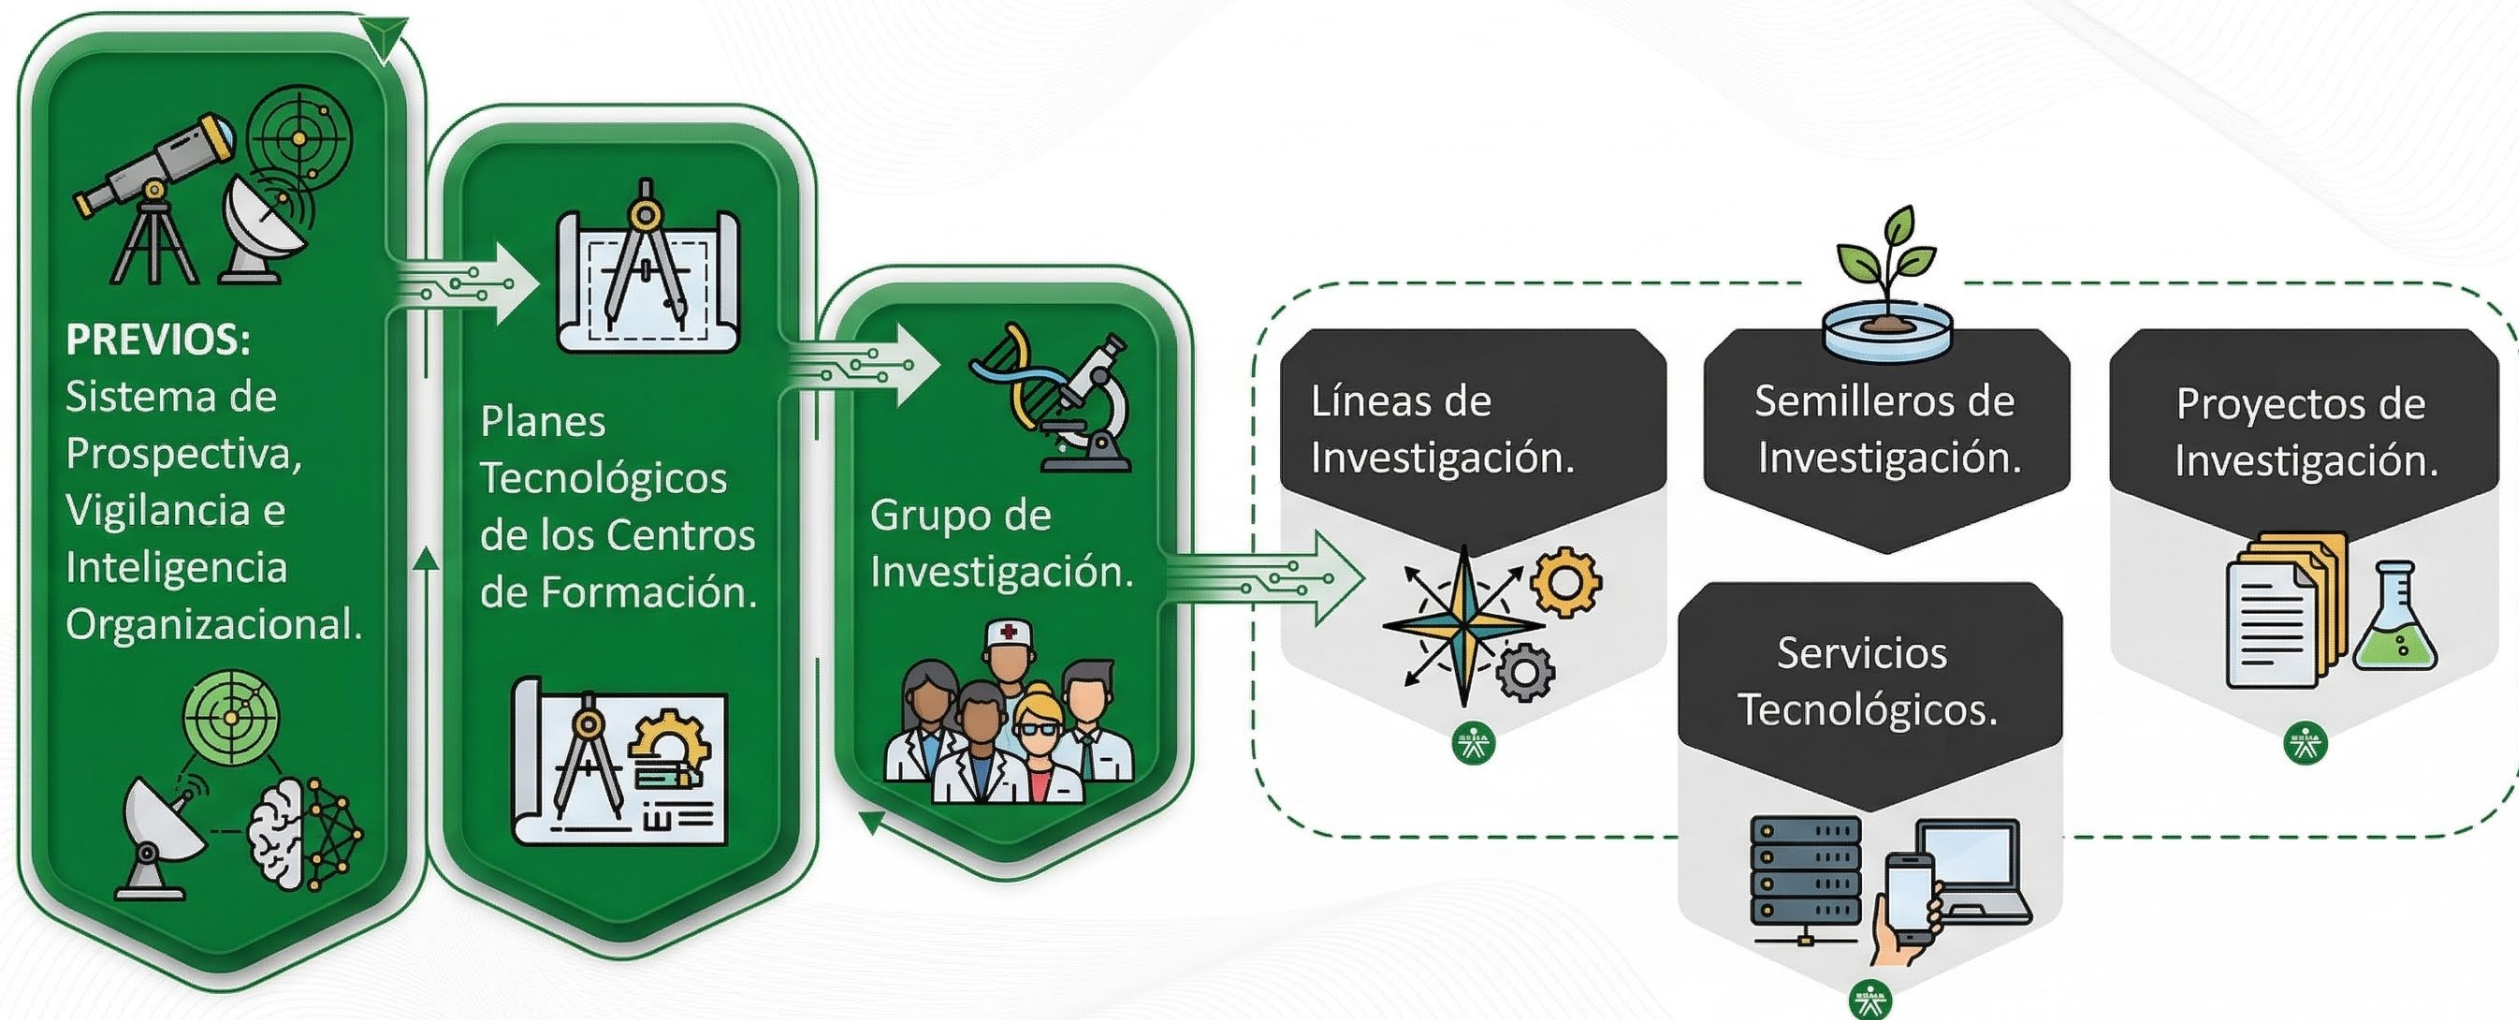 PREVIOS:
Sistema de
Prospectiva,
Vigilancia e
Inteligencia
Organizacional.
Planes
Tecnológicos
de los Centros
de Formación.
Grupo de
Investigación.
Líneas de
Investigación.
Semilleros de
Investigación.
Proyectos de
Investigación.
Servicios
Tecnológicos.